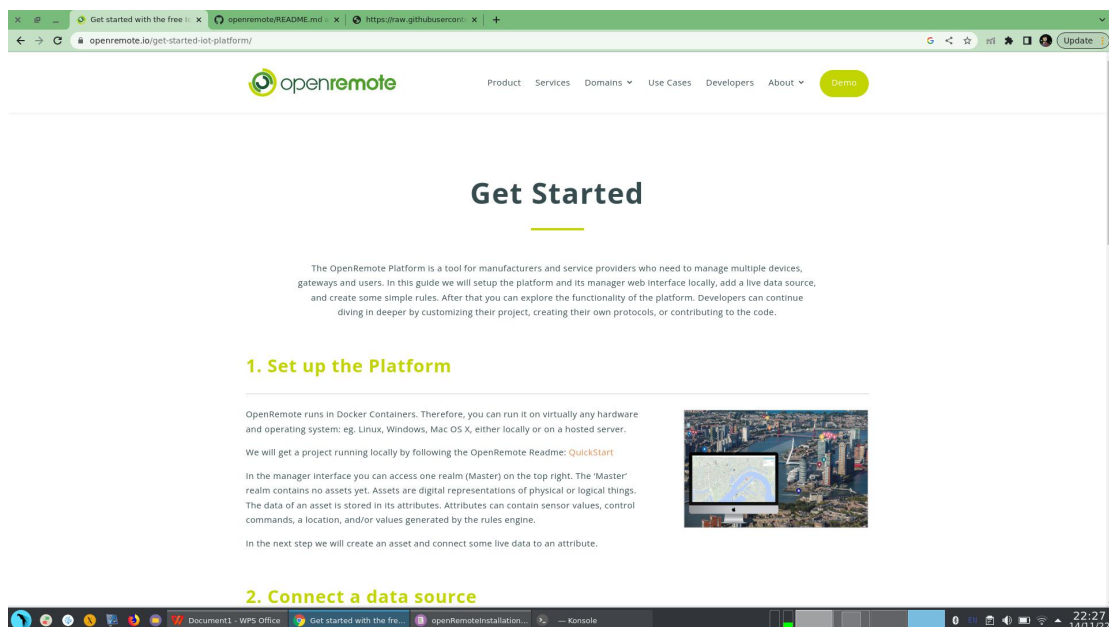 Get started with the free I
openremote/README.md
https://raw.githubuserconte
openremote.io/get-started-iot-platform/
Update
openremote
Product Services Domains Use Cases Developers About Demo
Get Started
The OpenRemote Platform is a tool for manufacturers and service providers who need to manage multiple devices,
gateways and users. In this guide we will setup the platform and its manager web interface locally, add a live data source,
and create some simple rules. After that you can explore the functionality of the platform. Developers can continue
diving in deeper by customizing their project, creating their own protocols, or contributing to the code.
1. Set up the Platform
OpenRemote runs in Docker Containers. Therefore, you can run it on virtually any hardware
and operating system: eg. Linux, Windows, Mac OS X, either locally or on a hosted server.
We will get a project running locally by following the OpenRemote Readme: QuickStart
In the manager interface you can access one realm (Master) on the top right. The ‘Master’
realm contains no assets yet. Assets are digital representations of physical or logical things.
The data of an asset is stored in its attributes. Attributes can contain sensor values, control
commands, a location, and/or values generated by the rules engine.
In the next step we will create an asset and connect some live data to an attribute.
2. Connect a data source
Document1 - WPS Office Get started with the fre... openRemoteInstallation... — Konsole EN 22:27
14/11/22